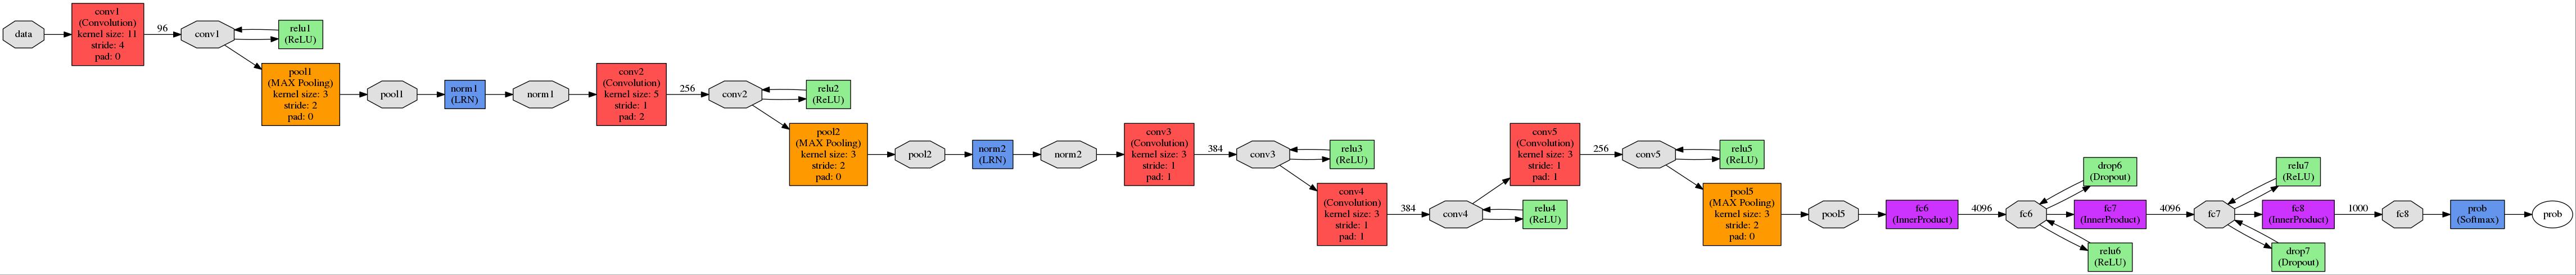 data
conv1
(Convolution)
kernel size: 11
stride: 4
pad: 0
96
conv1
relu1
(ReLU)
pool1
(MAX Pooling)
kernel size: 3
stride: 2
pad: 0
pool1
norm1
(LRN)
norm1
conv2
(Convolution)
kernel size: 5
stride: 1
pad: 2
256
conv2
relu2
(ReLU)
pool2
(MAX Pooling)
kernel size: 3
stride: 2
pad: 0
pool2
norm2
(LRN)
norm2
conv3
(Convolution)
kernel size: 3
stride: 1
pad: 1
384
conv3
relu3
(ReLU)
conv4
(Convolution)
kernel size: 3
stride: 1
pad: 1
384
conv4
relu4
(ReLU)
conv5
(Convolution)
kernel size: 3
stride: 1
pad: 1
256
conv5
relu5
(ReLU)
pool5
(MAX Pooling)
kernel size: 3
stride: 2
pad: 0
pool5
fc6
(InnerProduct)
4096
fc6
drop6
(Dropout)
relu6
(ReLU)
fc7
(InnerProduct)
4096
fc7
relu7
(ReLU)
drop7
(Dropout)
fc8
(InnerProduct)
1000
fc8
prob
(Softmax)
prob